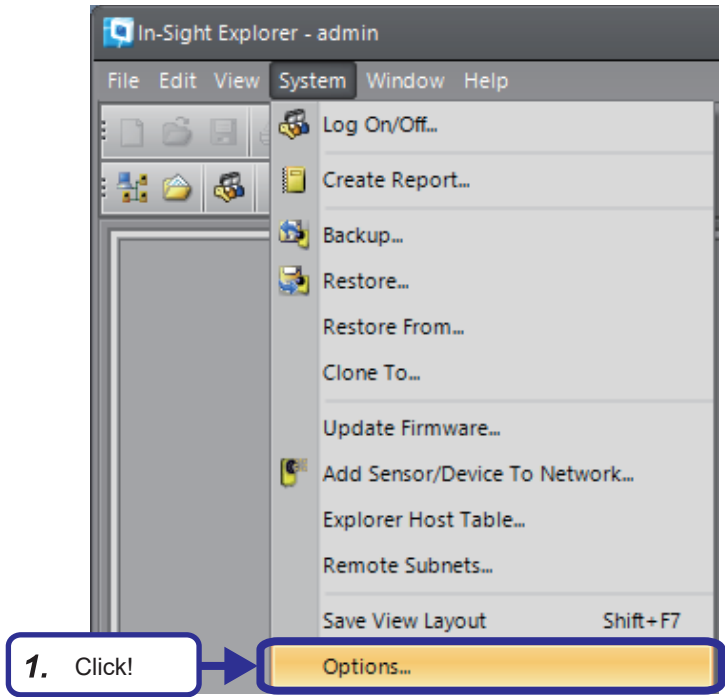 In-Sight Explorer - admin
File Edit View System Window Help
Log On/Off...
Create Report...
Backup...
Restore...
Restore From...
Clone To...
Update Firmware...
Add Sensor/Device To Network...
Explorer Host Table...
Remote Subnets...
Save View Layout Shift+F7
1. Click!
Options...